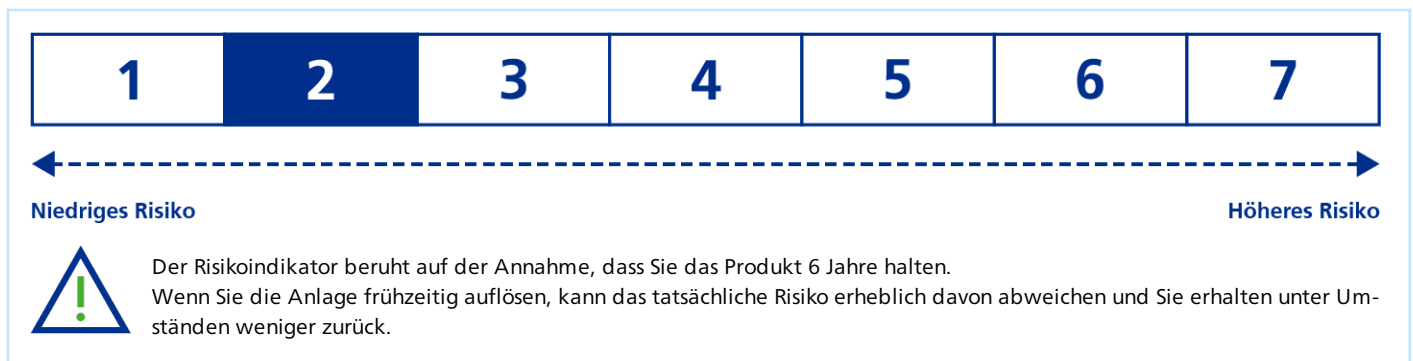 1 2 3 4 5 6 7
Niedriges Risiko Höheres Risiko
Der Risikoindikator beruht auf der Annahme, dass Sie das Produkt 6 Jahre halten.
Wenn Sie die Anlage frühzeitig auflösen, kann das tatsächliche Risiko erheblich davon abweichen und Sie erhalten unter Um-
ständen weniger zurück.